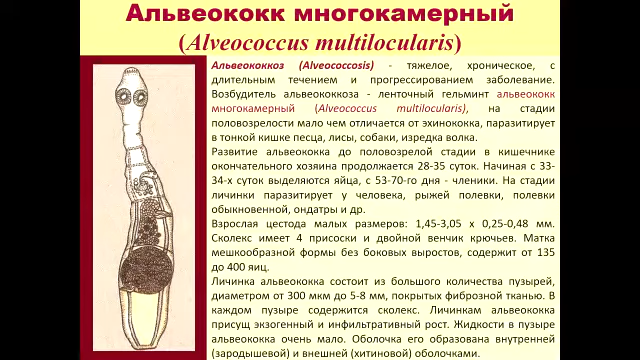 Альвеококк многокамерный
(Alveococcus multilocularis)
Альвеококкоз (Alveococcosis) - тяжелое, хроническое, с
длительным течением и прогрессированием заболевание.
Возбудитель альвеококкоза - ленточный гельминт альвеококк
многокамерный (Alveococcus multilocularis), на стадии
половозрелости мало чем отличается от эхинококка, паразитирует
в тонкой кишке песца, лисы, собаки, изредка волка.
Развитие альвеококка до половозрелой стадии в кишечнике
окончательного хозяина продолжается 28-35 суток. Начиная с 33-
34-х суток выделяются яйца, с 53-70-го дня - членики. На стадии
личинки паразитирует у человека, рыжей полевки, полевки
обыкновенной, ондатры и др.
Взрослая цестода малых размеров: 1,45-3,05 х 0,25-0,48 мм.
Сколекс имеет 4 присоски и двойной венчик крючьев. Матка
мешкообразной формы без боковых выростов, содержит от 135
до 400 яиц.
Личинка альвеококка состоит из большого количества пузырей,
диаметром от 300 мкм до 5-8 мм, покрытых фиброзной тканью. В
каждом пузыре содержится сколекс. Личинкам альвеококка
присущ экзогенный и инфильтративный рост. Жидкости в пузыре
альвеококка очень мало. Оболочка его образована внутренней
(зародышевой) и внешней (хитиновой) оболочками.